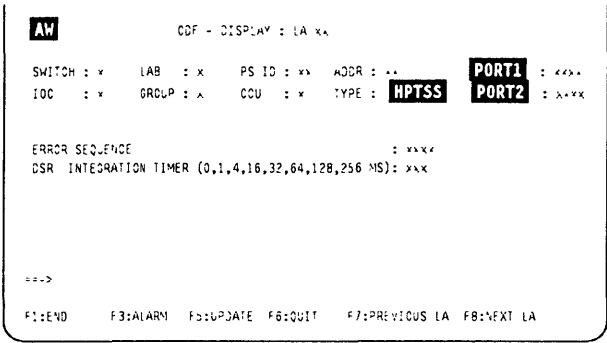 AW CDF - DISPLAY : LA xx
SWITCH : x LAB : x PS ID : xx ADDR : xx PORT1 : xxxx
IOC : x GROUP : x CCU : x TYPE : HPTSS PORT2 : xxxx
ERROR SEQUENCE : xxxx
DSR INTEGRATION TIMER (0,1,4,16,32,64,128,256 MS): xxx
===>
F1:END F3:ALARM F5:UPDATE F6:QUIT F7:PREVIOUS LA F8:NEXT LA